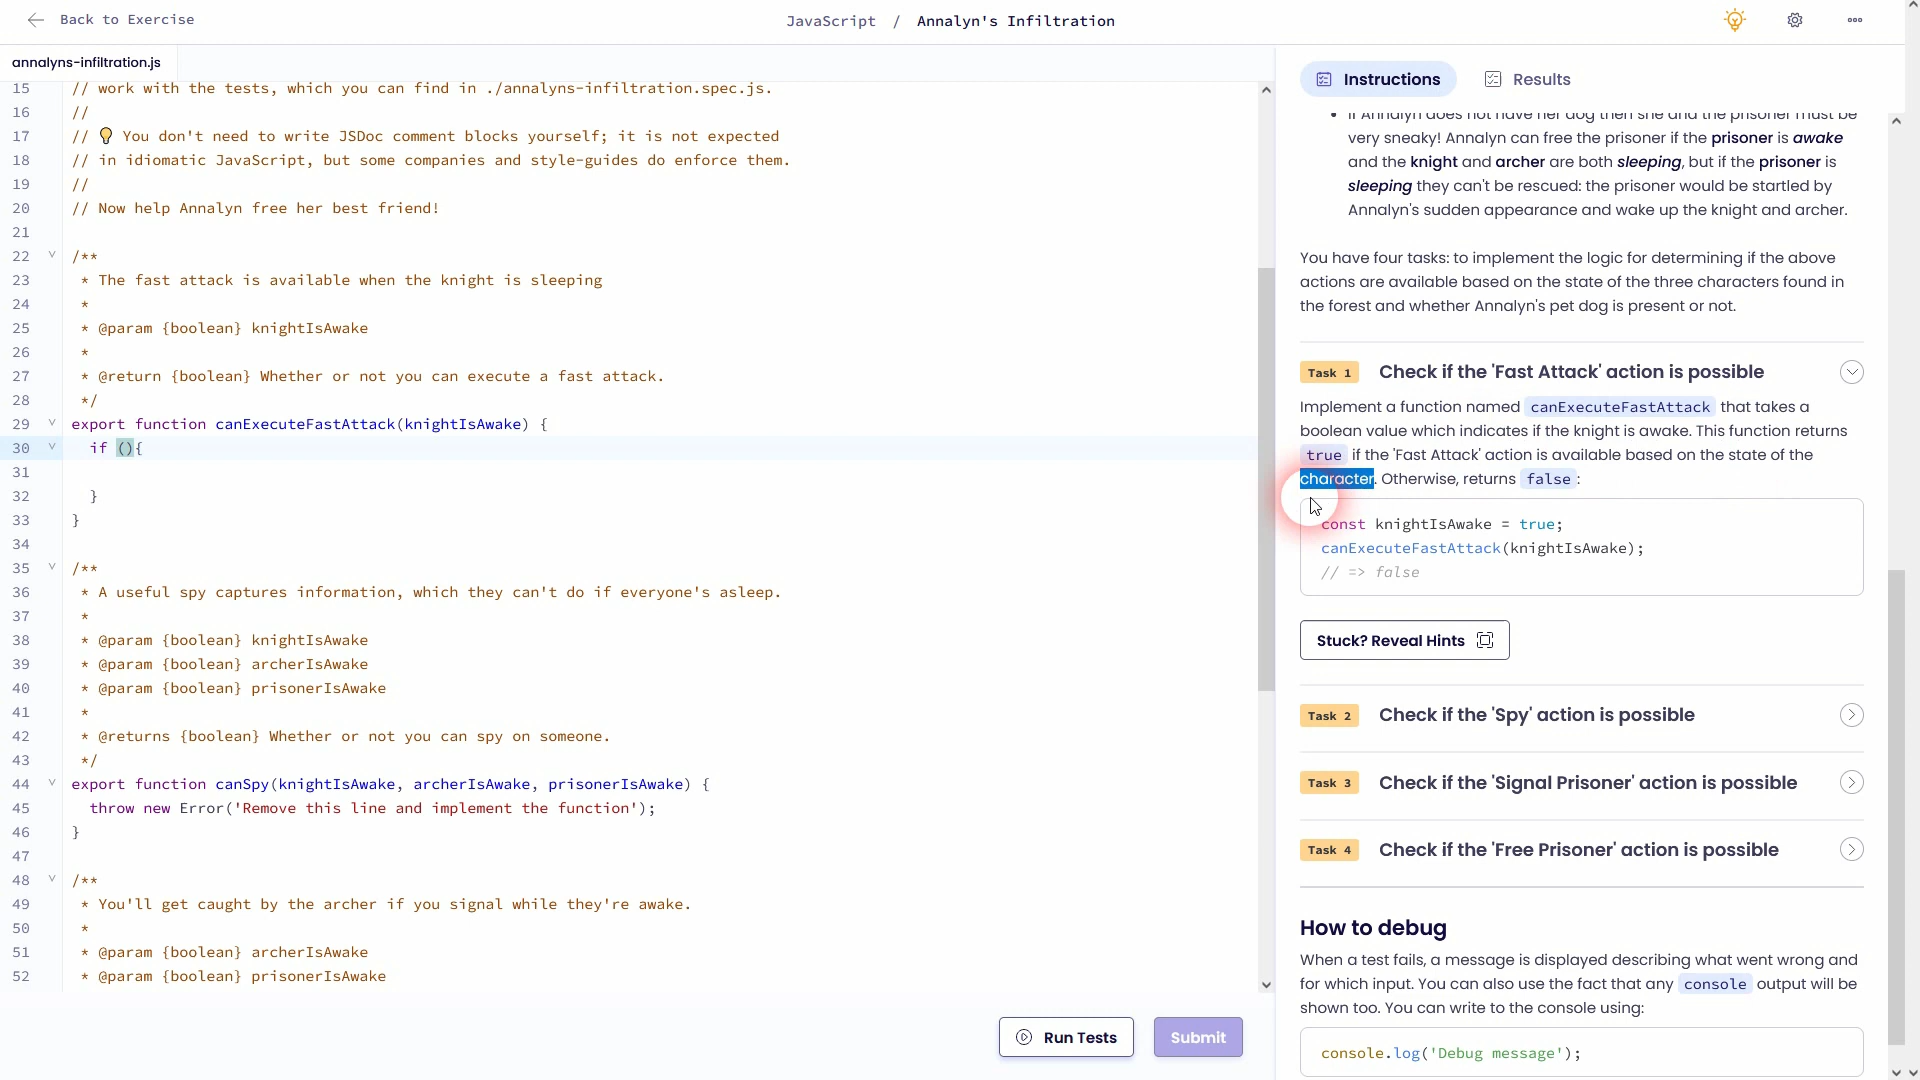 Back to Exercise
JavaScript / Annalyn's Infiltration
annalyns-infiltration.js
15 // work with the tests, which you can find in ./annalyns-infiltration.spec.js.
16 //
17 // 💡 You don't need to write JSDoc comment blocks yourself; it is not expected
18 // in idiomatic JavaScript, but some companies and style-guides do enforce them.
19 //
20 // Now help Annalyn free her best friend!
21
22 /**
23 * The fast attack is available when the knight is sleeping
24 *
25 * @param {boolean} knightIsAwake
26 *
27 * @return {boolean} Whether or not you can execute a fast attack.
28 */
29 export function canExecuteFastAttack(knightIsAwake) {
30 if (){
31
32 }
33 }
34
35 /**
36 * A useful spy captures information, which they can't do if everyone's asleep.
37 *
38 * @param {boolean} knightIsAwake
39 * @param {boolean} archerIsAwake
40 * @param {boolean} prisonerIsAwake
41 *
42 * @returns {boolean} Whether or not you can spy on someone.
43 */
44 export function canSpy(knightIsAwake, archerIsAwake, prisonerIsAwake) {
45 throw new Error('Remove this line and implement the function');
46 }
47
48 /**
49 * You'll get caught by the archer if you signal while they're awake.
50 *
51 * @param {boolean} archerIsAwake
52 * @param {boolean} prisonerIsAwake
Run Tests
Submit
Instructions
Results
If Annalyn does not have her dog then she and the prisoner must be
very sneaky! Annalyn can free the prisoner if the prisoner is awake
and the knight and archer are both sleeping, but if the prisoner is
sleeping they can't be rescued: the prisoner would be startled by
Annalyn's sudden appearance and wake up the knight and archer.
You have four tasks: to implement the logic for determining if the above
actions are available based on the state of the three characters found in
the forest and whether Annalyn's pet dog is present or not.
Task 1 Check if the 'Fast Attack' action is possible
Implement a function named canExecuteFastAttack that takes a
boolean value which indicates if the knight is awake. This function returns
true if the 'Fast Attack' action is available based on the state of the
character. Otherwise, returns false:
const knightIsAwake = true;
canExecuteFastAttack(knightIsAwake);
// => false
Stuck? Reveal Hints
Task 2 Check if the 'Spy' action is possible
Task 3 Check if the 'Signal Prisoner' action is possible
Task 4 Check if the 'Free Prisoner' action is possible
How to debug
When a test fails, a message is displayed describing what went wrong and
for which input. You can also use the fact that any console output will be
shown too. You can write to the console using:
console.log('Debug message');